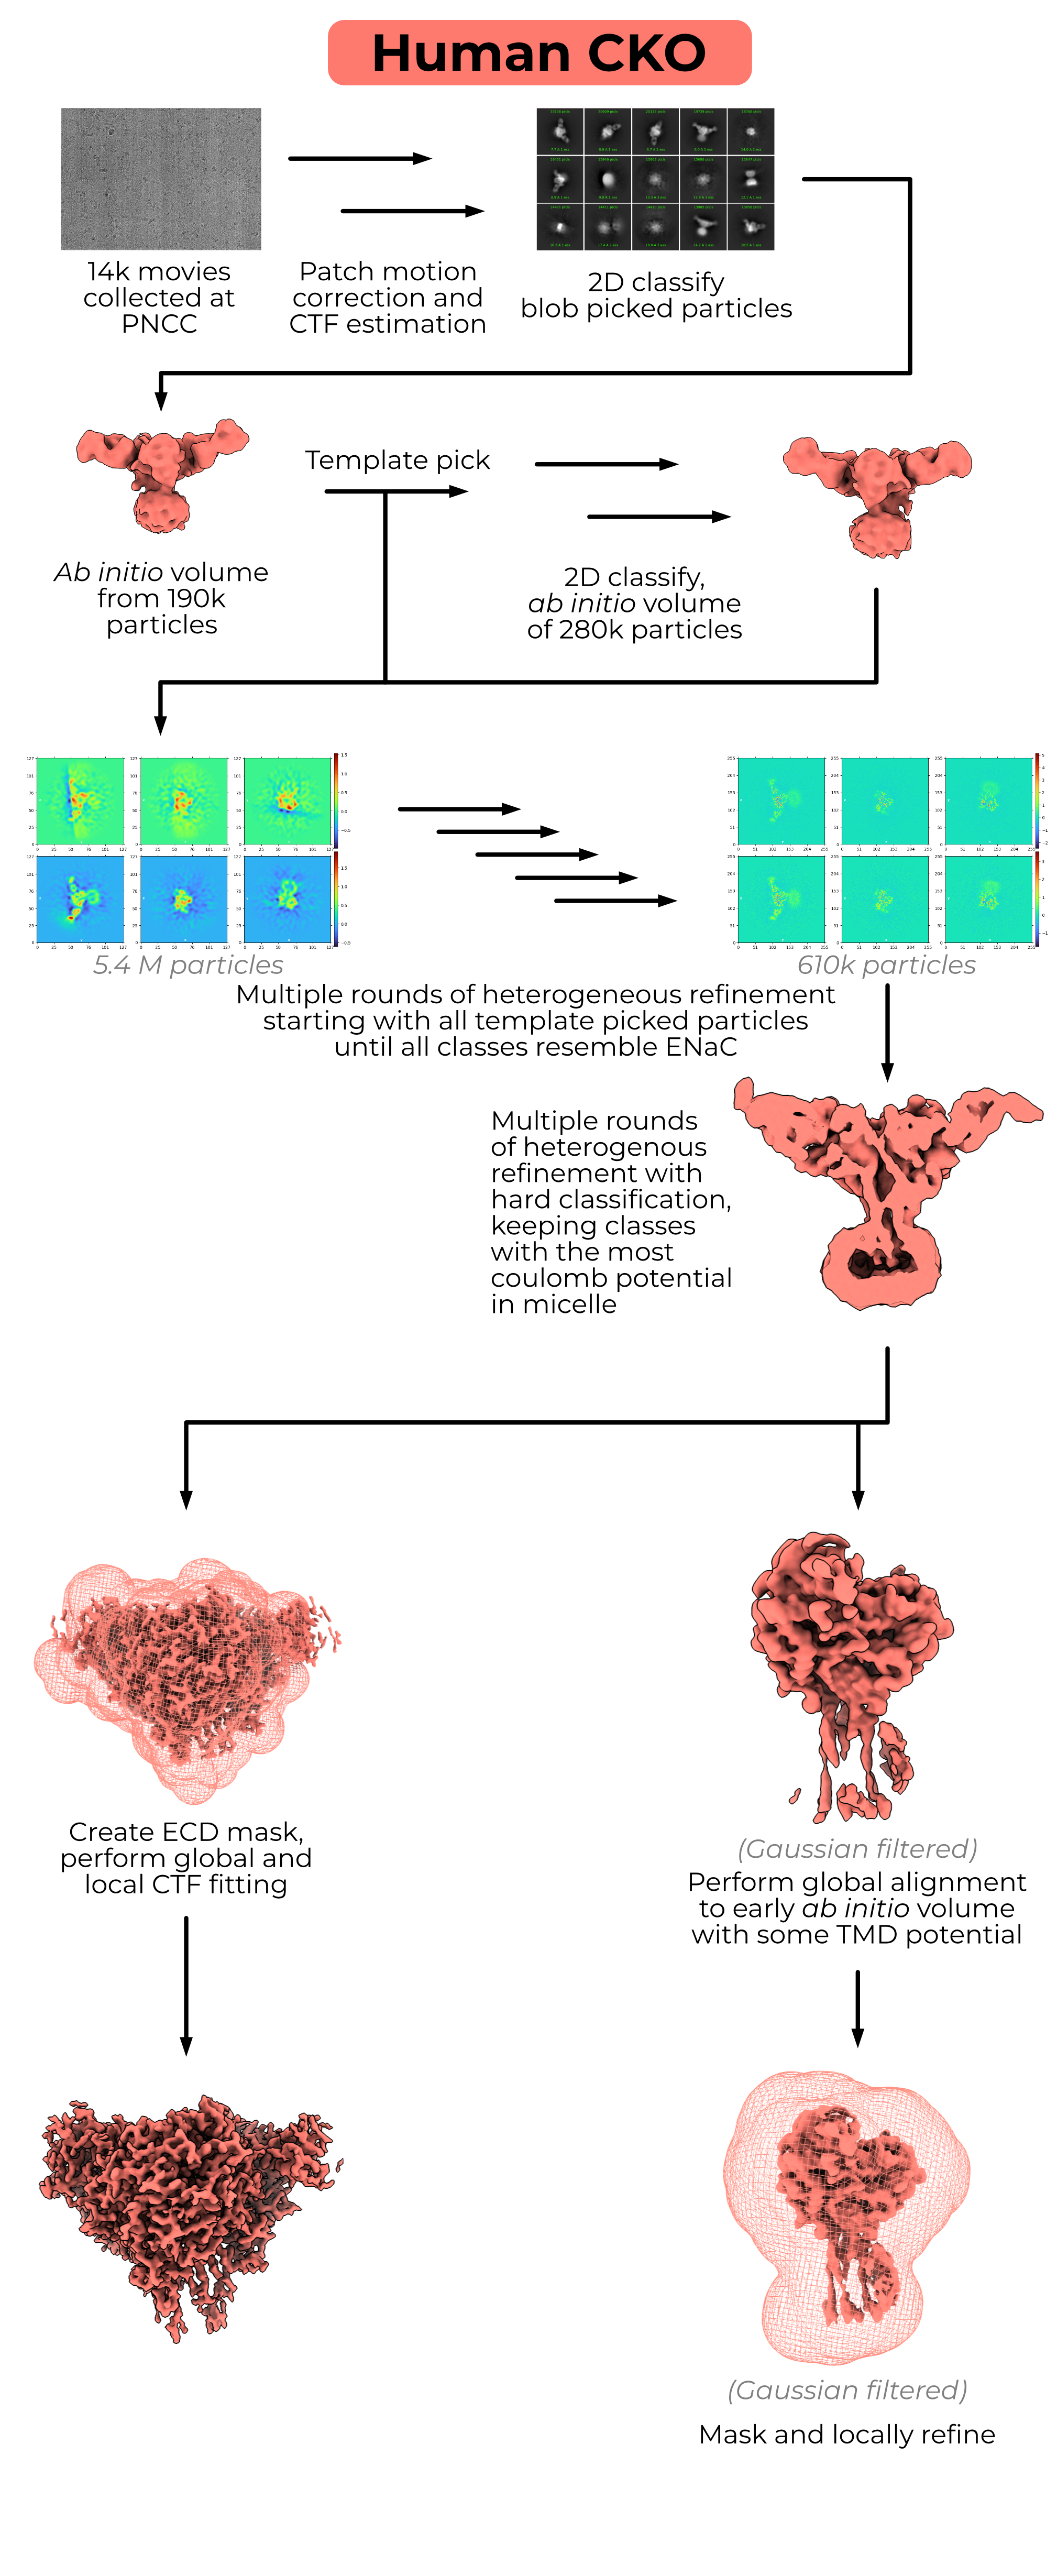 Human CKO
14k movies
collected at
PNCC
Patch motion
correction and
CTF estimation
2D classify
blob picked particles
Template pick
Ab initio volume
from 190k
particles
2D classify,
ab initio volume
of 280k particles
5.4 M particles
610k particles
Multiple rounds of heterogeneous refinement
starting with all template picked particles
until all classes resemble ENaC
Multiple rounds
of heterogenous
refinement with
hard classification,
keeping classes
with the most
coulomb potential
in micelle
Create ECD mask,
perform global and
local CTF fitting
(Gaussian filtered)
Perform global alignment
to early ab initio volume
with some TMD potential
(Gaussian filtered)
Mask and locally refine